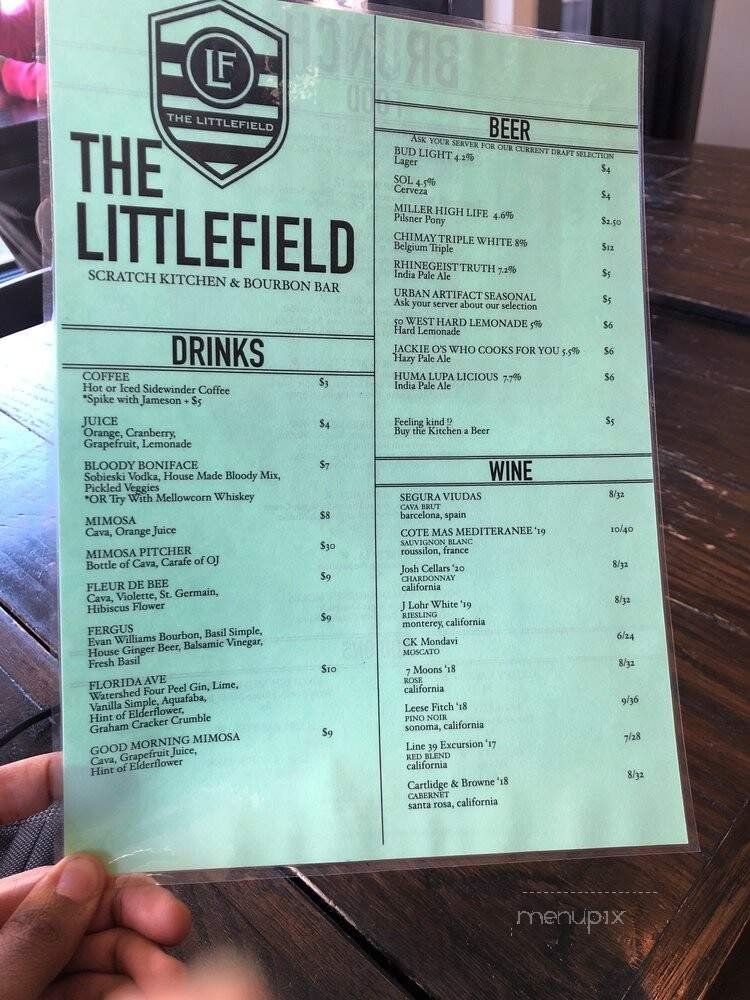 LF
THE LITTLEFIELD
THE
LITTLEFIELD
SCRATCH KITCHEN & BOURBON BAR
DRINKS
COFFEE $3
Hot or Iced Sidewinder Coffee
*Spike with Jameson + $5
JUICE $4
Orange, Cranberry,
Grapefruit, Lemonade
BLOODY BONIFACE $7
Sobieski Vodka, House Made Bloody Mix,
Pickled Veggies
*OR Try With Mellowcorn Whiskey
MIMOSA $8
Cava, Orange Juice
MIMOSA PITCHER $30
Bottle of Cava, Carafe of OJ
FLEUR DE BEE $9
Cava, Violette, St. Germain,
Hibiscus Flower
FERGUS $9
Evan Williams Bourbon, Basil Simple,
House Ginger Beer, Balsamic Vinegar,
Fresh Basil
FLORIDA AVE $10
Watershed Four Peel Gin, Lime,
Vanilla Simple, Aquafaba,
Hint of Elderflower,
Graham Cracker Crumble
GOOD MORNING MIMOSA $9
Cava, Grapefruit Juice,
Hint of Elderflower
BRUNCH
FOOD
BEER
ASK YOUR SERVER FOR OUR CURRENT DRAFT SELECTION
BUD LIGHT 4.2% $4
Lager
SOL 4.5% $4
Cerveza
MILLER HIGH LIFE 4.6% $2.50
Pilsner Pony
CHIMAY TRIPLE WHITE 8% $12
Belgium Triple
RHINEGEIST TRUTH 7.2% $5
India Pale Ale
URBAN ARTIFACT SEASONAL $5
Ask your server about our selection
50 WEST HARD LEMONADE 5% $6
Hard Lemonade
JACKIE O'S WHO COOKS FOR YOU 5.5% $6
Hazy Pale Ale
HUMA LUPA LICIOUS 7.7% $6
India Pale Ale
Feeling kind !? $5
Buy the Kitchen a Beer
WINE
SEGURA VIUDAS 8/32
CAVA BRUT
barcelona, spain
COTE MAS MEDITERANEE '19 10/40
SAUVIGNON BLANC
roussilon, france
Josh Cellars '20 8/32
CHARDONNAY
california
J Lohr White '19 8/32
RIESLING
monterey, california
CK Mondavi 6/24
MOSCATO
7 Moons '18 8/32
ROSE
california
Leese Fitch '18 9/36
PINO NOIR
sonoma, california
Line 39 Excursion '17 7/28
RED BLEND
california
Cartlidge & Browne '18 8/32
CABERNET
santa rosa, california
menupix